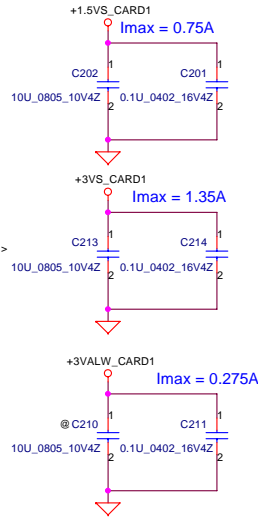 +1.5VS_CARD1
Imax = 0.75A
1 1
C202 C201
10U_0805_10V4Z 0.1U_0402_16V4Z
2 2
+3VS_CARD1
Imax = 1.35A
1 1
C213 C214
>
10U_0805_10V4Z 0.1U_0402_16V4Z
2 2
+3VALW_CARD1
Imax = 0.275A
1 1
@ C210 C211
10U_0805_10V4Z 0.1U_0402_16V4Z
2 2